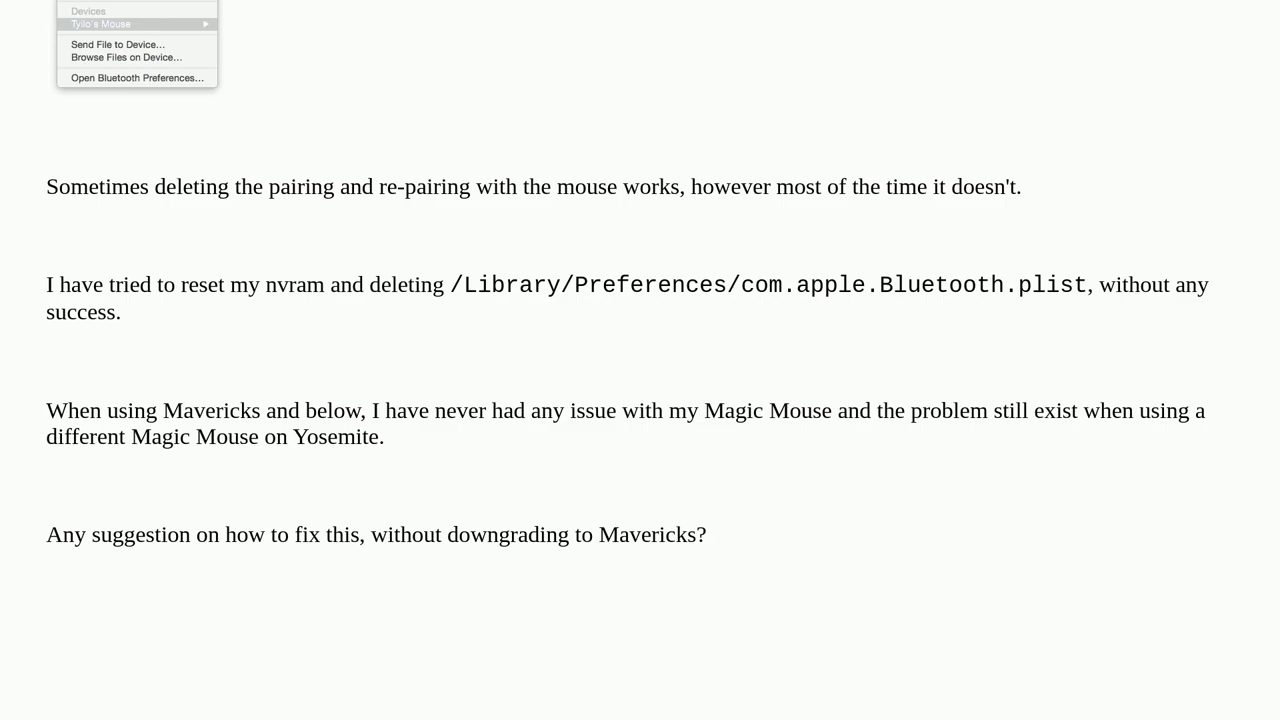 Devices
Tyilo's Mouse
Send File to Device...
Browse Files on Device...
Open Bluetooth Preferences...
Sometimes deleting the pairing and re-pairing with the mouse works, however most of the time it doesn't.
I have tried to reset my nvram and deleting /Library/Preferences/com.apple.Bluetooth.plist, without any
success.
When using Mavericks and below, I have never had any issue with my Magic Mouse and the problem still exist when using a
different Magic Mouse on Yosemite.
Any suggestion on how to fix this, without downgrading to Mavericks?